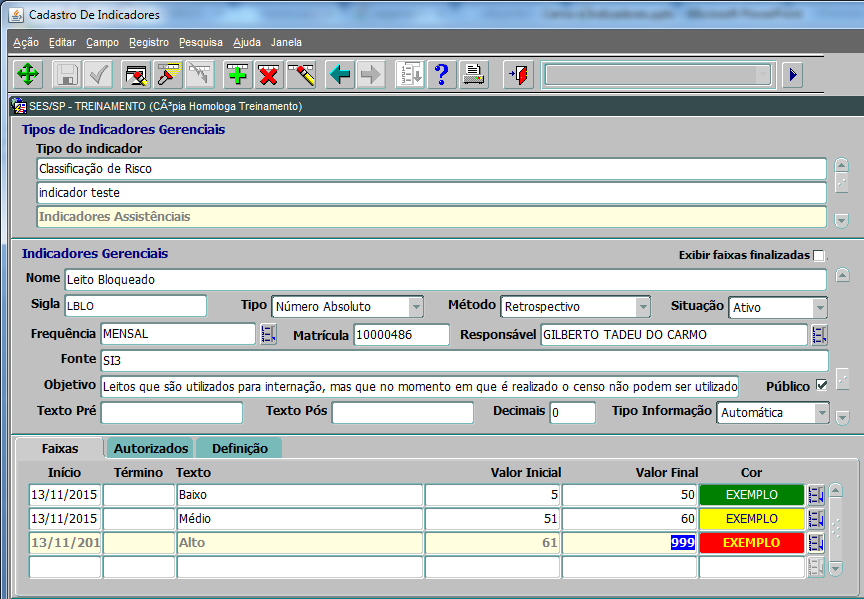 Cadastro De Indicadores
Ação Editar Campo Registro Pesquisa Ajuda Janela
SES/SP - TREINAMENTO (CÃ³pia Homologa Treinamento)
Tipos de Indicadores Gerenciais
Tipo do indicador
Classificação de Risco
indicador teste
Indicadores Assistênciais
Indicadores Gerenciais Exibir faixas finalizadas
Nome Leito Bloqueado
Sigla LBLO Tipo Número Absoluto Método Retrospectivo Situação Ativo
Frequência MENSAL Matrícula 10000486 Responsável GILBERTO TADEU DO CARMO
Fonte SI3
Objetivo Leitos que são utilizados para internação, mas que no momento em que é realizado o censo não podem ser utilizado Público
Texto Pré Texto Pós Decimais 0 Tipo Informação Automática
Faixas Autorizados Definição
Início Término Texto Valor Inicial Valor Final Cor
13/11/2015 Baixo 5 50 EXEMPLO
13/11/2015 Médio 51 60 EXEMPLO
13/11/201 Alto 61 999 EXEMPLO